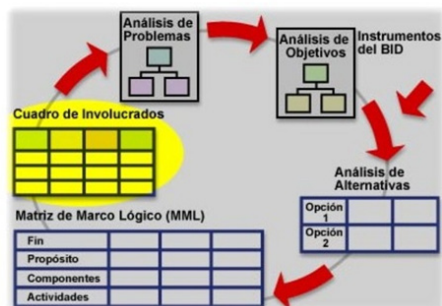 Análisis de
Problemas
Análisis de
Objetivos
Instrumentos
del BID
Cuadro de Involucrados
Análisis de
Alternativas
Opción
1
Opción
2
Matriz de Marco Lógico (MML)
Fin
Propósito
Componentes
Actividades